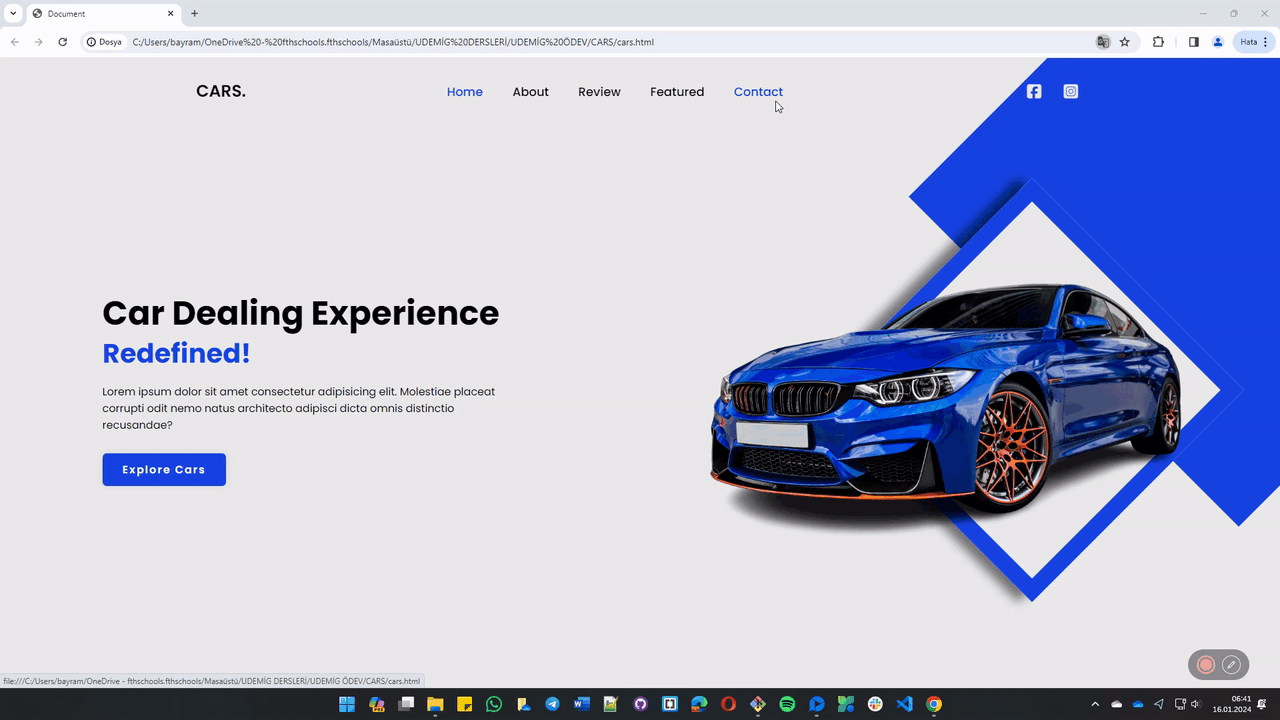 Document
Dosya
C:/Users/bayram/OneDrive%20-%20fthschools.fthschools/Masaüstü/UDEMİG%20DERSLERİ/UDEMİG%20ÖDEV/CARS/cars.html
Hata
CARS.
Home
About
Review
Featured
Contact
Car Dealing Experience
Redefined!
Lorem ipsum dolor sit amet consectetur adipisicing elit. Molestiae placeat
corrupti odit nemo natus architecto adipisci dicta omnis distinctio
recusandae?
Explore Cars
file:///C:/Users/bayram/OneDrive - fthschools.fthschools/Masaüstü/UDEMİG DERSLERİ/UDEMİG ÖDEV/CARS/cars.html
06:41
16.01.2024